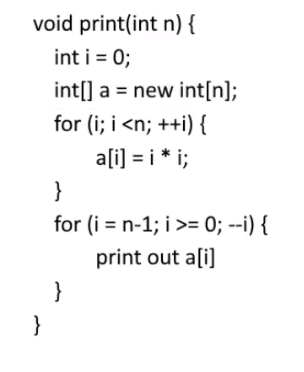 void print(int n) {
int i = 0;
int[] a = new int[n];
for (i; i <n; ++i) {
a[i] = i * i;
}
for (i = n-1; i >= 0; --i) {
print out a[i]
}
}